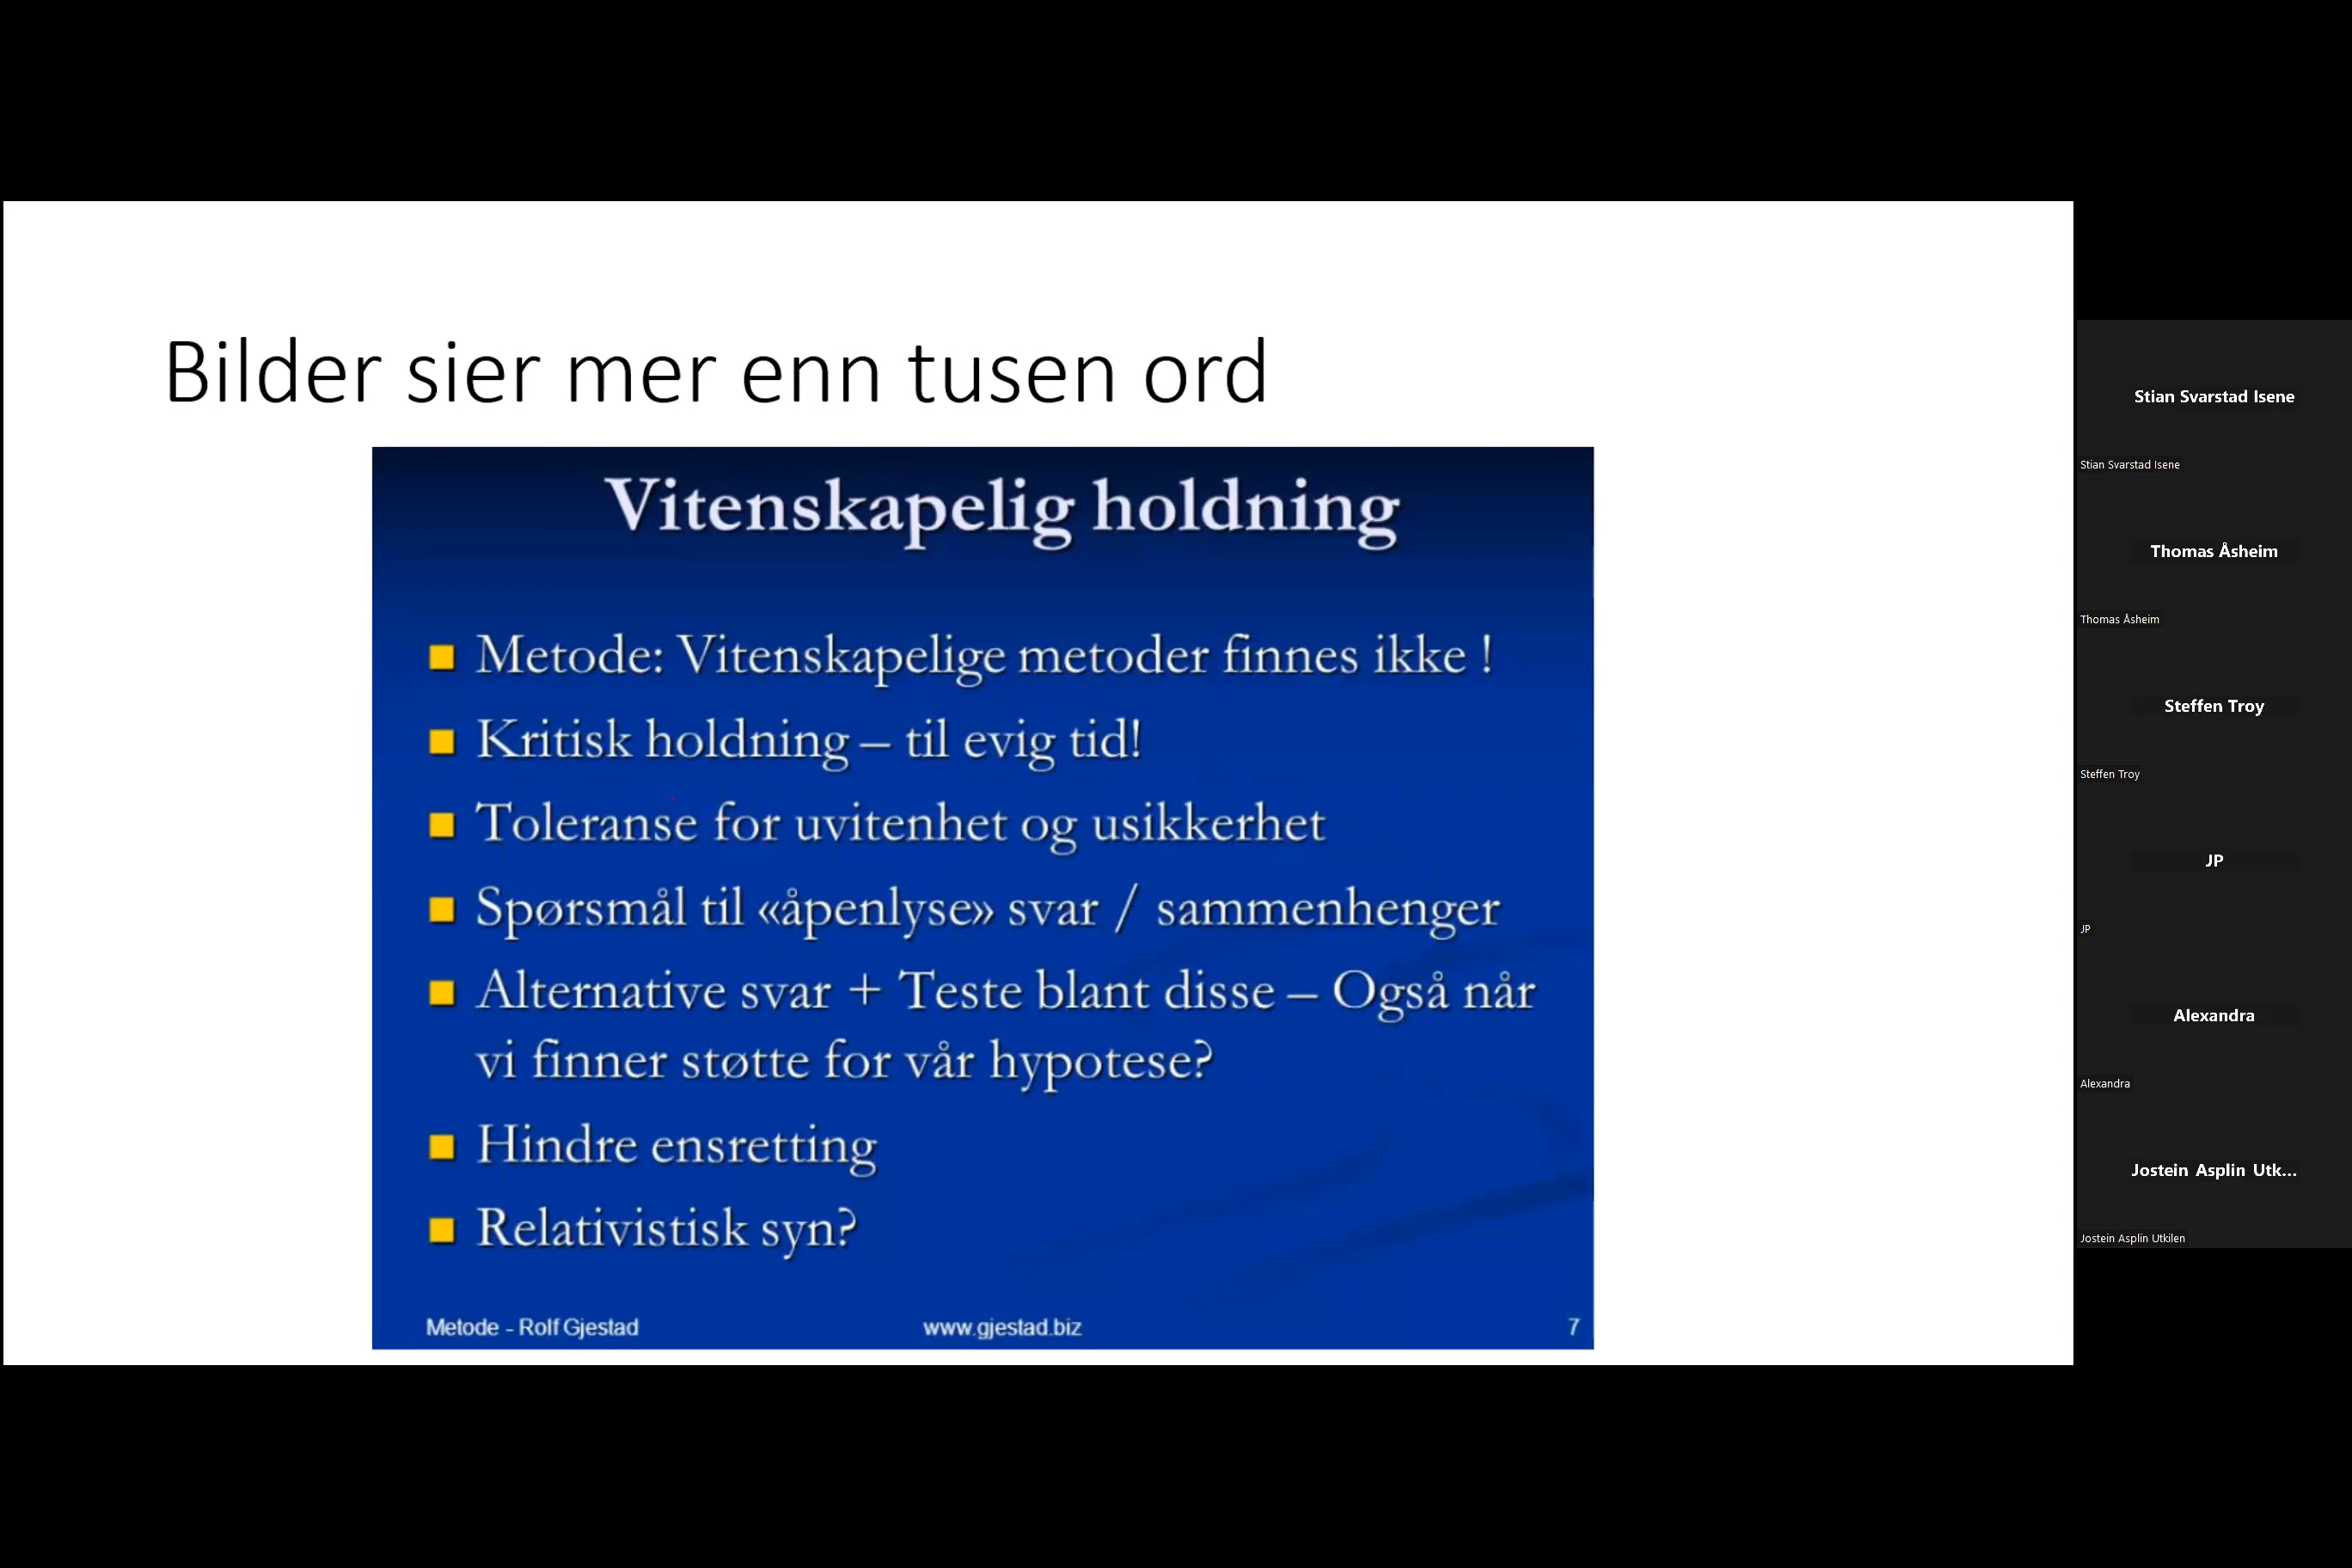 Bilder sier mer enn tusen ord
Vitenskapelig holdning
Metode: Vitenskapelige metoder finnes ikke !
Kritisk holdning – til evig tid!
Toleranse for uvitenhet og usikkerhet
Spørsmål til «åpenlyse» svar / sammenhenger
Alternative svar + Teste blant disse – Også når
vi finner støtte for vår hypotese?
Hindre ensretting
Relativistisk syn?
Metode - Rolf Gjestad
www.gjestad.biz
7
Stian Svarstad Isene
Stian Svarstad Isene
Thomas Åsheim
Thomas Åsheim
Steffen Troy
Steffen Troy
JP
JP
Alexandra
Alexandra
Jostein Asplin Utk...
Jostein Asplin Utkilen